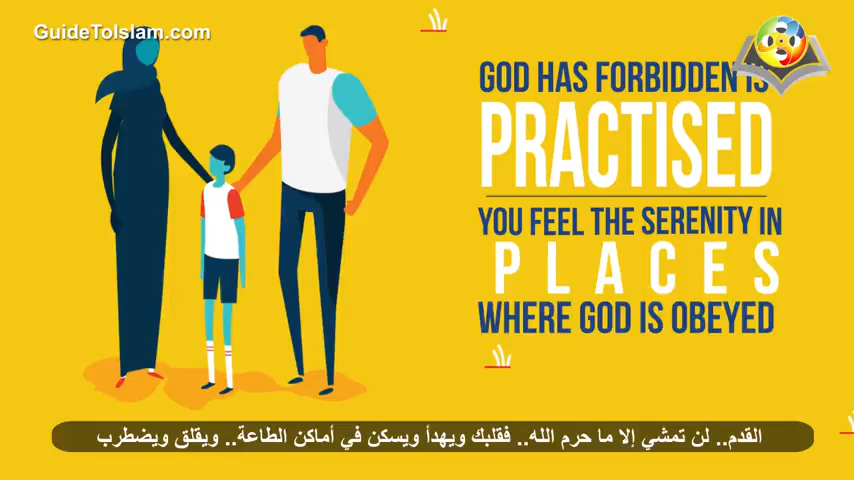 GuideToIslam.com
GOD HAS FORBIDDEN IS
PRACTISED
YOU FEEL THE SERENITY IN
PLACES
WHERE GOD IS OBEYED
القدم.. لن تمشي إلا ما حرم الله.. فقلبك ويهدأ ويسكن في أماكن الطاعة.. ويقلق ويضطرب